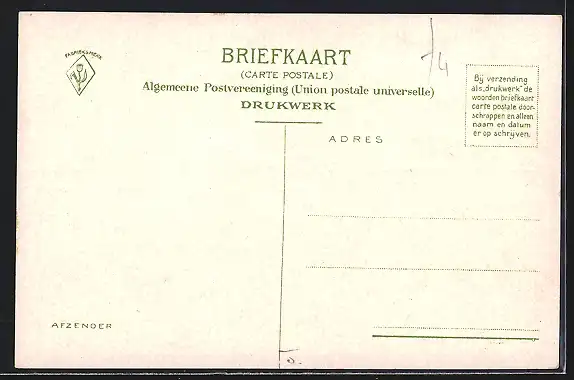 FABRIEKSMERK
BRIEFKAART
(CARTE POSTALE)
Algemeene Postvereeniging (Union postale universelle)
DRUKWERK
Bij verzending
als „drukwerk" de
woorden briefkaart
carte postale door-
schrappen en alleen
naam en datum
er op schrijven.
ADRES
AFZENDER